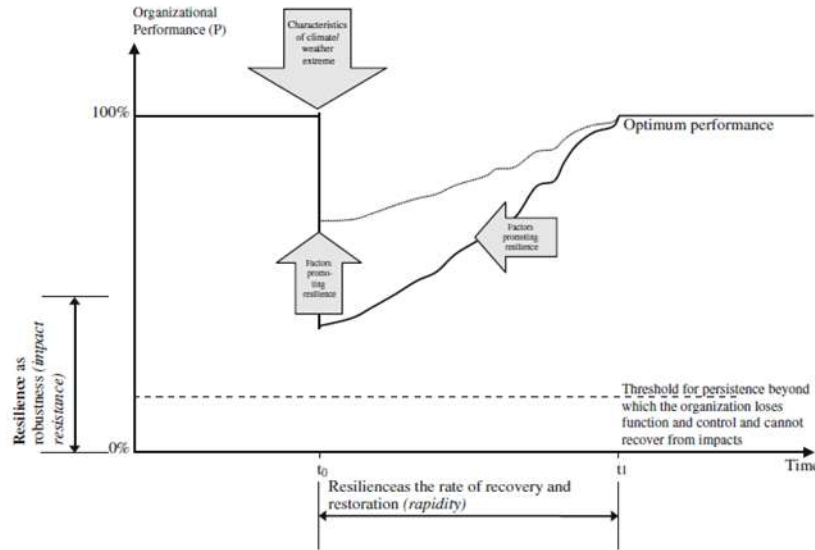 Organizational
Performance (P)
Characteristics
of climate/
weather
extreme
100%
Optimum performance
Factors
promoting
resilience
Factors
promo-
ting
resilience
Resilience as
robustness (impact
resistance)
Threshold for persistence beyond
which the organization loses
function and control and cannot
recover from impacts
0%
t0
t1
Time
Resilienceas the rate of recovery and
restoration (rapidity)